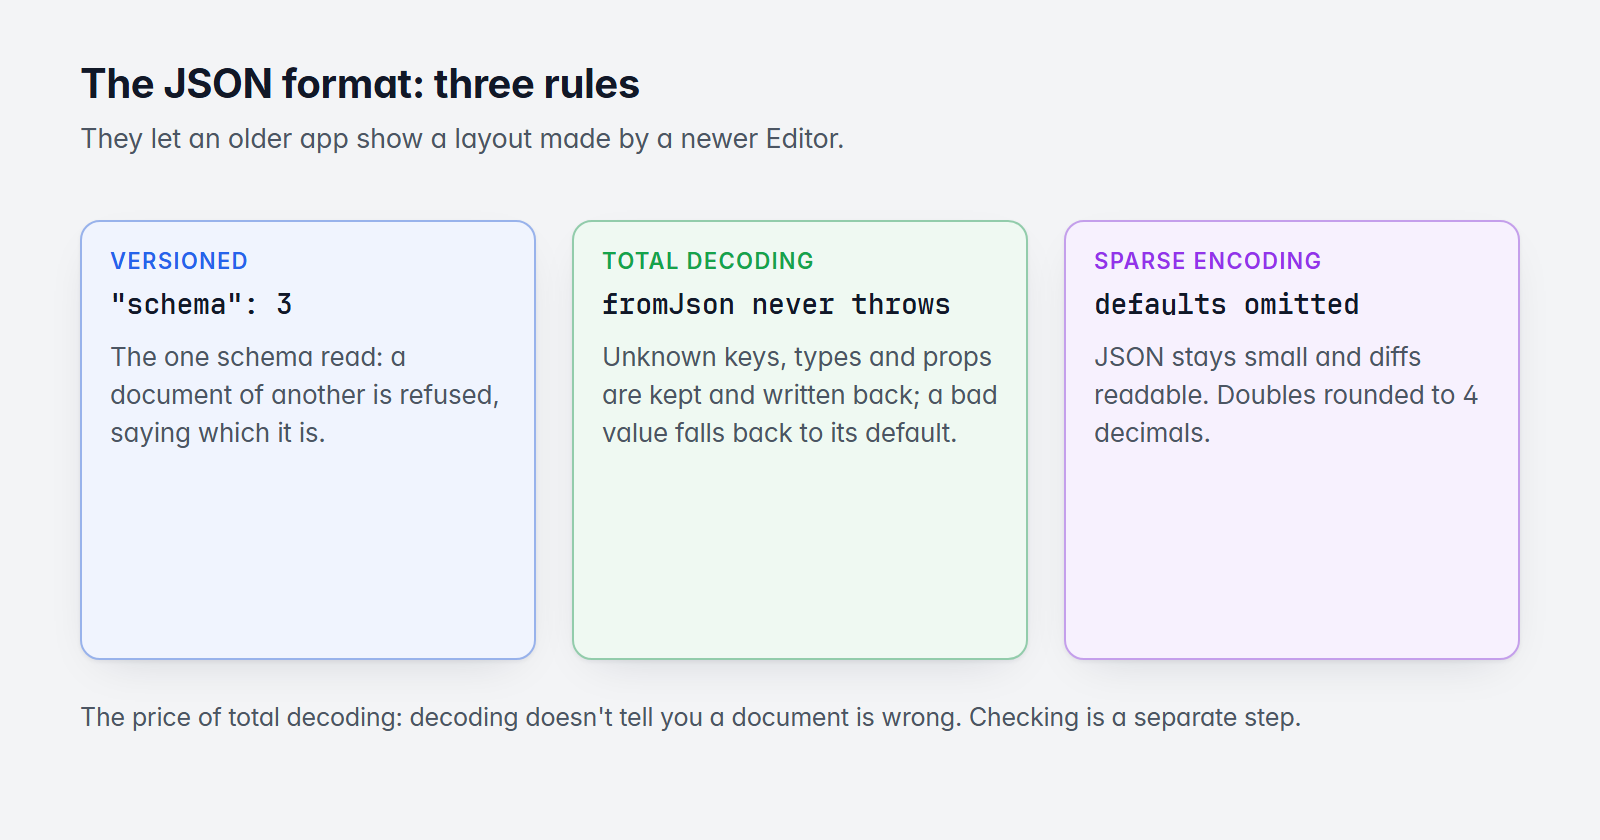 The JSON format: three rules
They let an older app show a layout made by a newer Editor.
VERSIONED
"schema": 3
The one schema read: a
document of another is refused,
saying which it is.
TOTAL DECODING
fromJson never throws
Unknown keys, types and props
are kept and written back; a bad
value falls back to its default.
SPARSE ENCODING
defaults omitted
JSON stays small and diffs
readable. Doubles rounded to 4
decimals.
The price of total decoding: decoding doesn't tell you a document is wrong. Checking is a separate step.